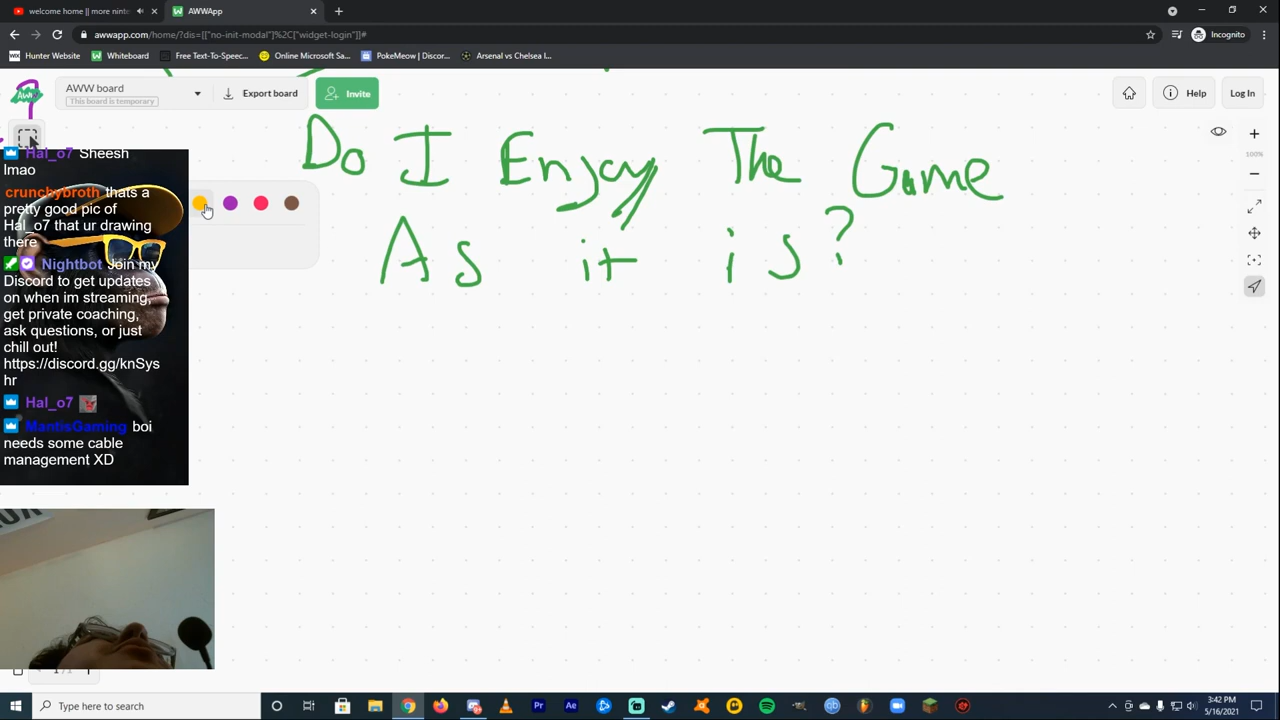 welcome home || more ninten
AWWApp
awwapp.com/home/?dis=[["no-init-modal"]%2C["widget-login"]]#
Incognito
Hunter Website
Whiteboard
Free Text-To-Speec...
Online Microsoft Sa...
PokeMeow | Discor...
Arsenal vs Chelsea l...
AWW
AWW board
This board is temporary
Export board
Invite
Help
Log In
100%
Do I Enjoy The Game
As it is?
Hal_o7 Sheesh
lmao
crunchybroth thats a
pretty good pic of
Hal_o7 that ur drawing
there
Nightbot Join my
Discord to get updates
on when im streaming,
get private coaching,
ask questions, or just
chill out!
https://discord.gg/knSys
hr
Hal_o7
MantisGaming boi
needs some cable
management XD
Type here to search
3:42 PM
5/16/2021